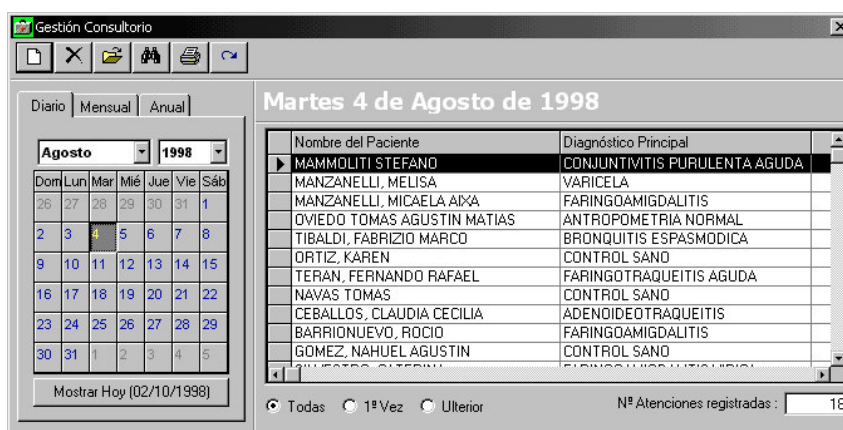 Gestión Consultorio
Diario Mensual Anual
Martes 4 de Agosto de 1998
Agosto 1998
Dom Lun Mar Mié Jue Vie Sáb
26 27 28 29 30 31 1
2 3 4 5 6 7 8
9 10 11 12 13 14 15
16 17 18 19 20 21 22
23 24 25 26 27 28 29
30 31 1 2 3 4 5
Mostrar Hoy (02/10/1998)
Nombre del Paciente Diagnóstico Principal
MAMMOLITI STEFANO CONJUNTIVITIS PURULENTA AGUDA
MANZANELLI, MELISA VARICELA
MANZANELLI, MICAELA AIXA FARINGOAMIGDALITIS
OVIEDO TOMAS AGUSTIN MATIAS ANTROPOMETRIA NORMAL
TIBALDI, FABRIZIO MARCO BRONQUITIS ESPASMODICA
ORTIZ, KAREN CONTROL SANO
TERAN, FERNANDO RAFAEL FARINGOTRAQUEITIS AGUDA
NAVAS TOMAS CONTROL SANO
CEBALLOS, CLAUDIA CECILIA ADENOIDEOTRAQUEITIS
BARRIONUEVO, ROCIO FARINGOAMIGDALITIS
GOMEZ, NAHUEL AGUSTIN CONTROL SANO
Todas 1ª Vez Ulterior Nº Atenciones registradas : 18